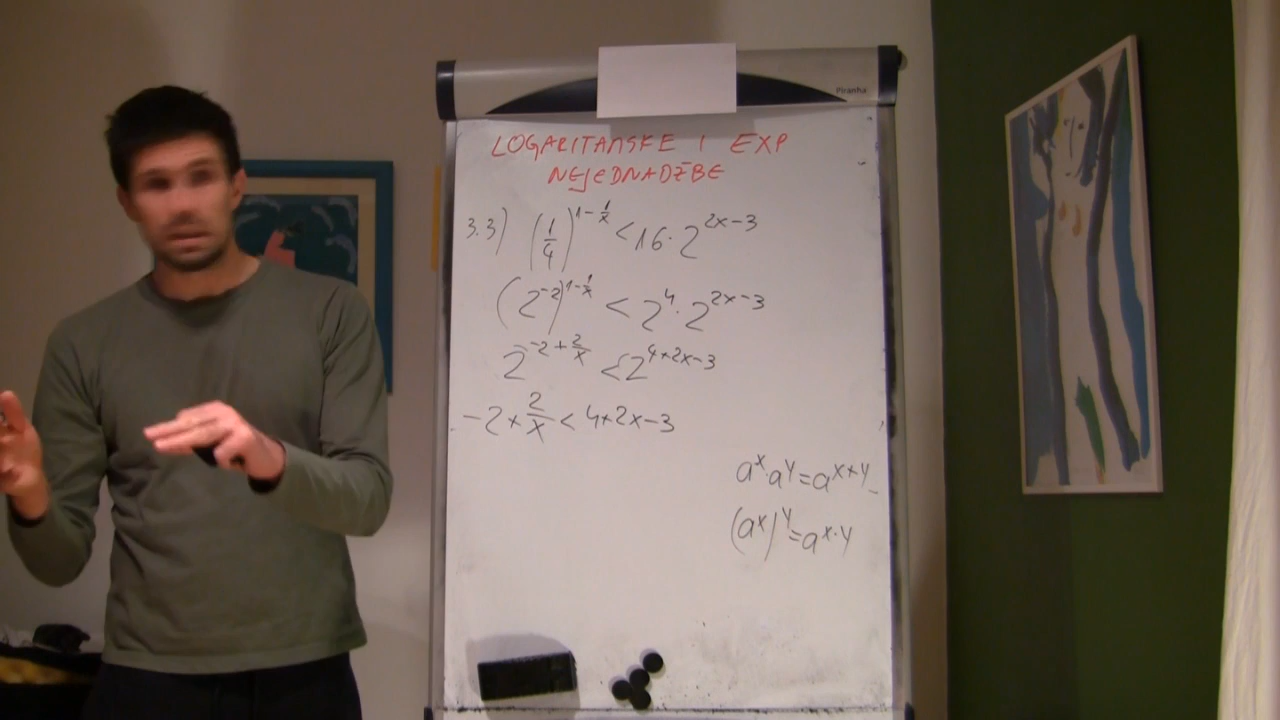 Piranha
LOGARITAMSKE I EXP
NEJEDNADŽBE
3.3) (1/4)^(1-1/x) < 16·2^(2x-3)
(2^-2)^(1-1/x) < 2^4·2^(2x-3)
2^(-2+2/x) < 2^(4+2x-3)
-2+2/x < 4+2x-3
a^x·a^y=a^(x+y)
(a^x)^y=a^(x·y)